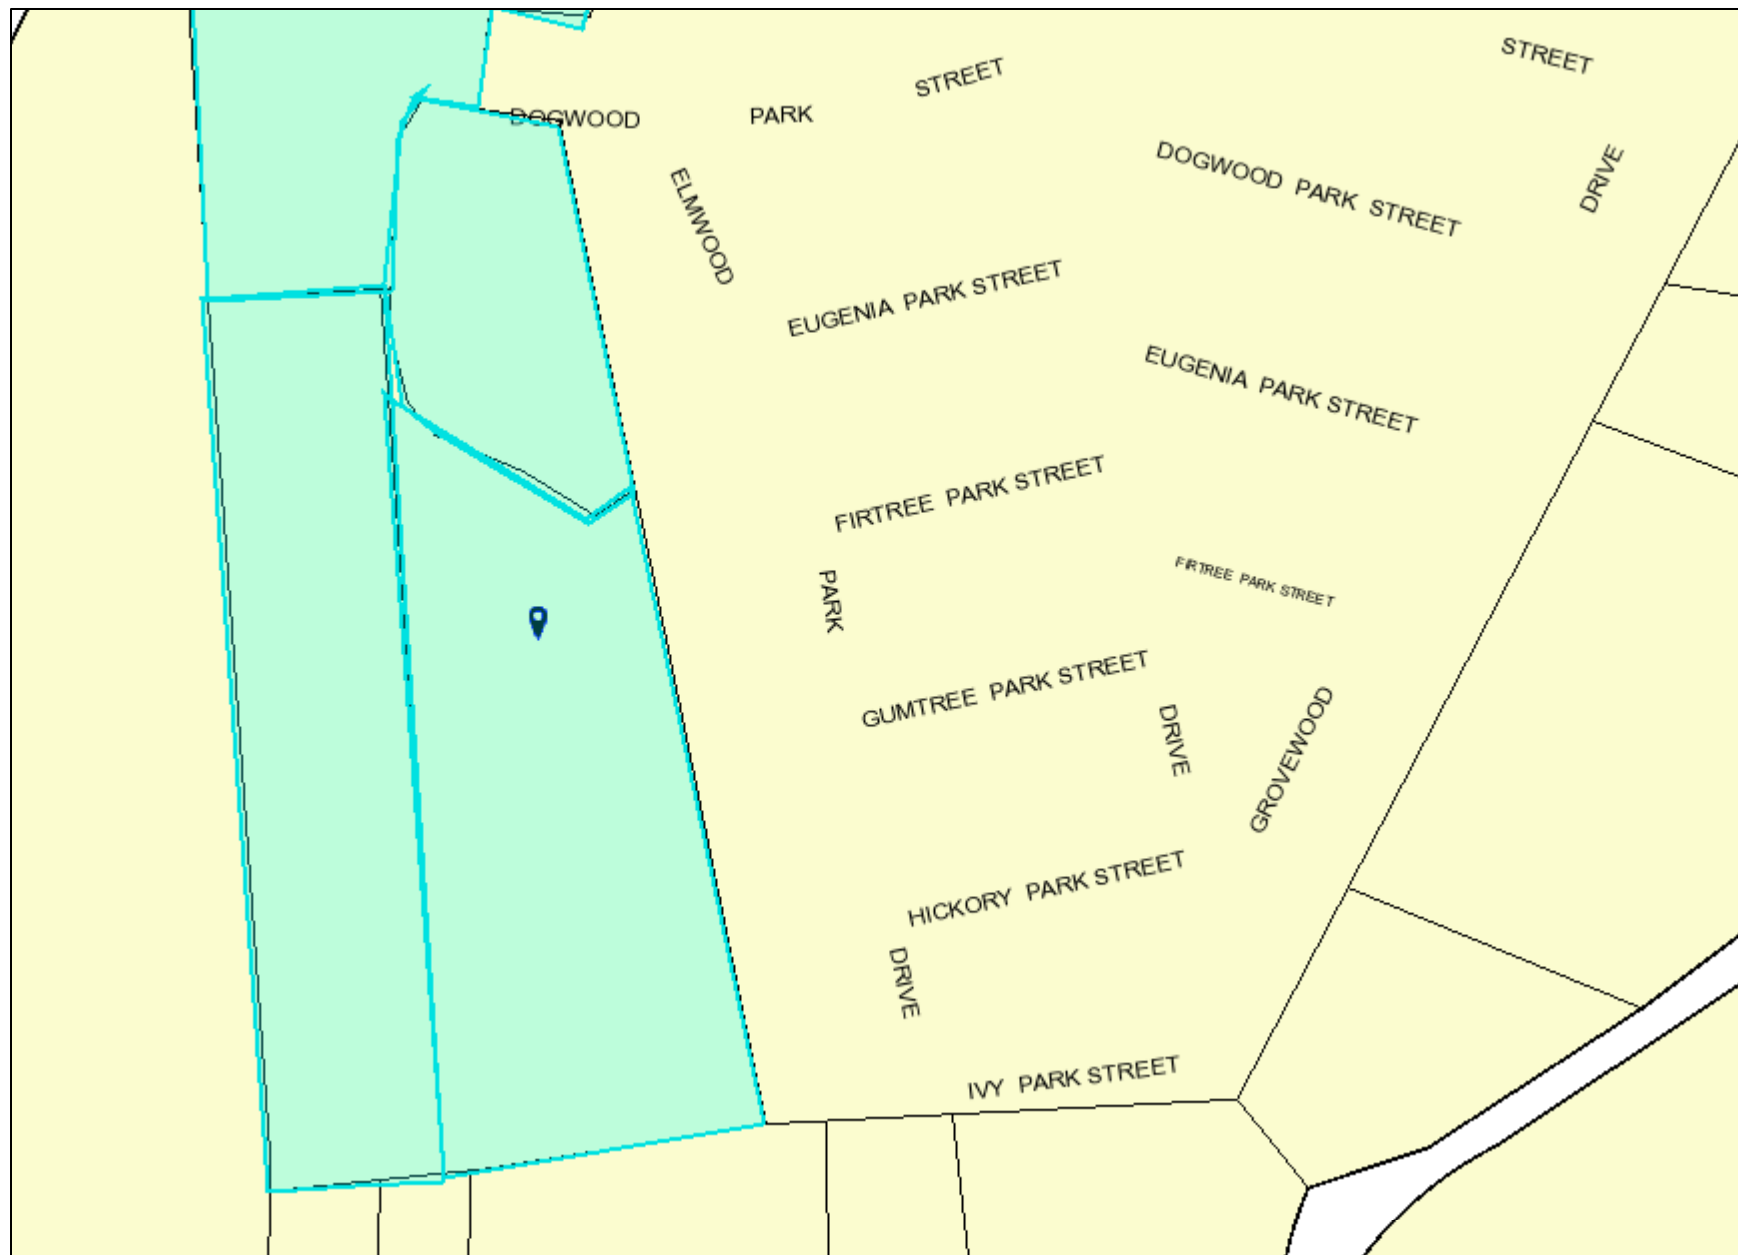 STREET
STREET
DOGWOOD PARK
DOGWOOD PARK STREET
DRIVE
ELMWOOD
EUGENIA PARK STREET
EUGENIA PARK STREET
FIRTREE PARK STREET
FIRTREE PARK STREET
PARK
GUMTREE PARK STREET
DRIVE
GROVEWOOD
HICKORY PARK STREET
DRIVE
IVY PARK STREET